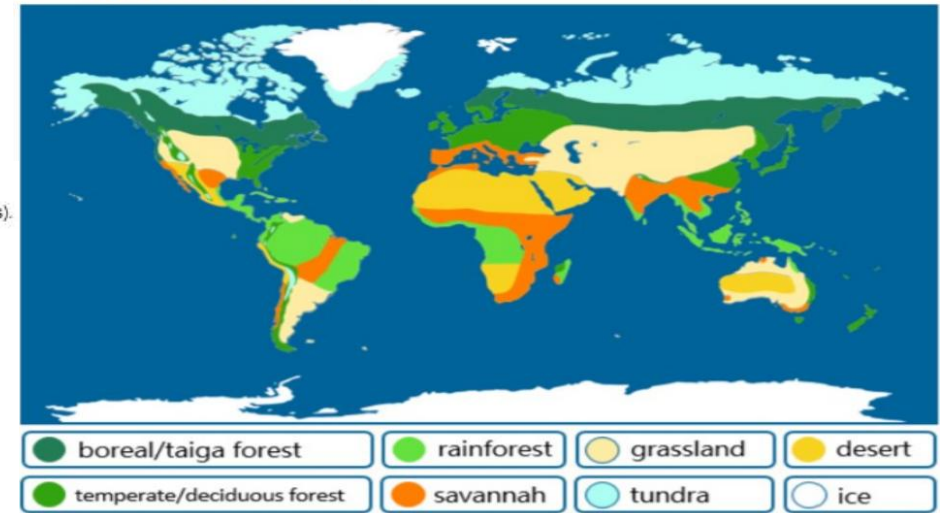 s).
boreal/taiga forest
rainforest
grassland
desert
temperate/deciduous forest
savannah
tundra
ice